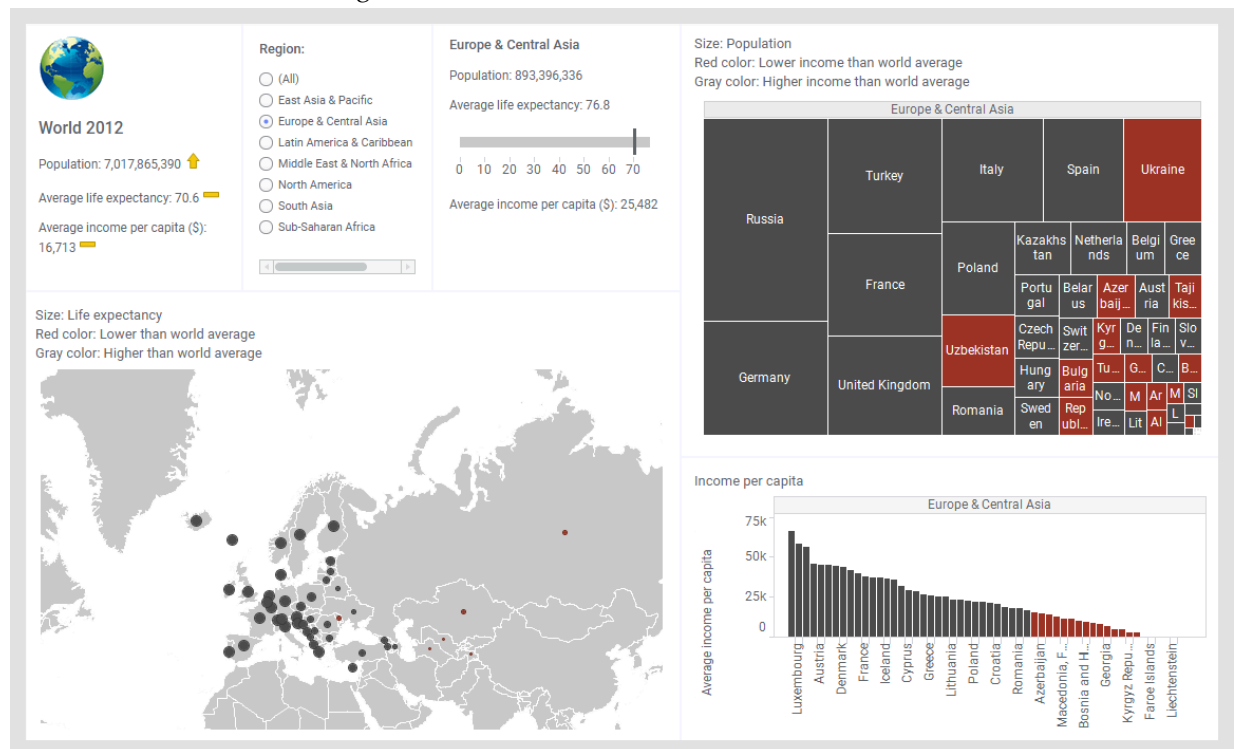 World 2012
Population: 7,017,865,390
Average life expectancy: 70.6
Average income per capita ($):
16,713
Region:
(All)
East Asia & Pacific
Europe & Central Asia
Latin America & Caribbean
Middle East & North Africa
North America
South Asia
Sub-Saharan Africa
Europe & Central Asia
Population: 893,396,336
Average life expectancy: 76.8
0 10 20 30 40 50 60 70
Average income per capita ($): 25,482
Size: Population
Red color: Lower income than world average
Gray color: Higher income than world average
Europe & Central Asia
Russia
Germany
Turkey
France
United Kingdom
Italy
Spain
Ukraine
Poland
Uzbekistan
Romania
Kazakhs
tan
Netherla
nds
Belgi
um
Gree
ce
Portu
gal
Belar
us
Azer
baij...
Aust
ria
Taji
kis...
Czech
Repu...
Swit
zer...
Kyr
g...
De
n...
Fin
la...
Slo
v...
Hung
ary
Bulg
aria
Tu...
G...
C...
B...
Swed
en
Rep
ubl...
No...
M
Ar
M
Sl
Ire...
Lit
Al
L
Size: Life expectancy
Red color: Lower than world average
Gray color: Higher than world average
Income per capita
Europe & Central Asia
Average income per capita
75k
50k
25k
0
Luxembourg
Austria
Denmark
France
Iceland
Cyprus
Greece
Lithuania
Poland
Croatia
Romania
Azerbaijan
Macedonia, F...
Bosnia and H...
Georgia
Kyrgyz Repu...
Faroe Islands
Liechtenstein